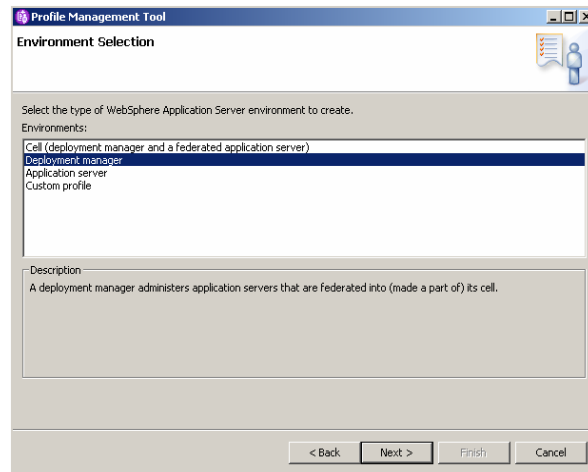 Profile Management Tool
Environment Selection
Select the type of WebSphere Application Server environment to create.
Environments:
Cell (deployment manager and a federated application server)
Deployment manager
Application server
Custom profile
Description
A deployment manager administers application servers that are federated into (made a part of) its cell.
< Back Next > Finish Cancel